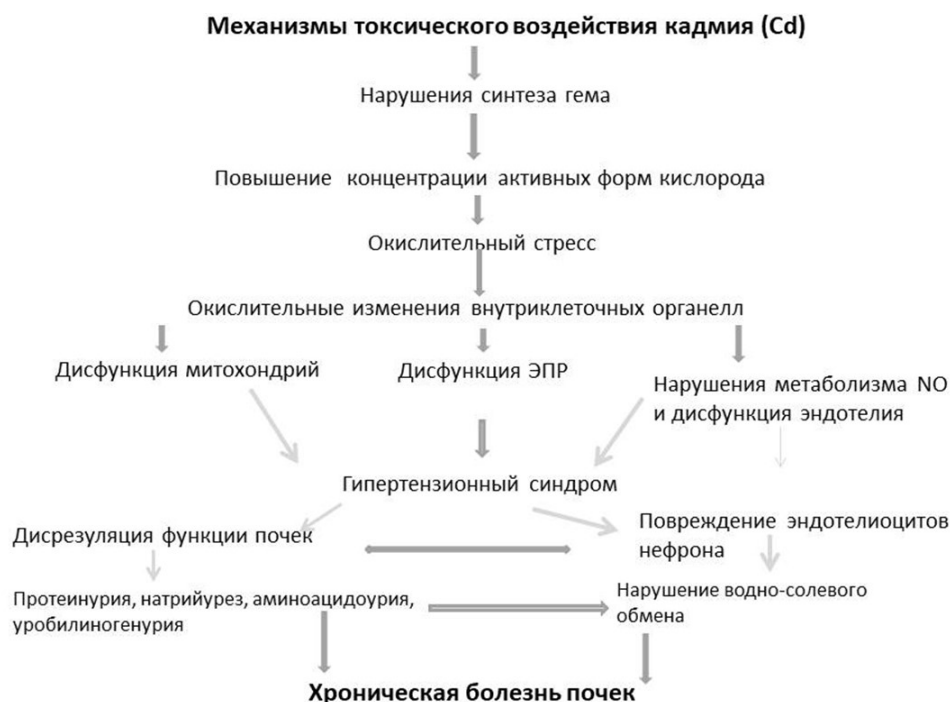 Механизмы токсического воздействия кадмия (Cd)
Нарушения синтеза гема
Повышение концентрации активных форм кислорода
Окислительный стресс
Окислительные изменения внутриклеточных органелл
Дисфункция митохондрий
Дисфункция ЭПР
Нарушения метаболизма NO
и дисфункция эндотелия
Гипертензионный синдром
Дисрезуляция функции почек
Повреждение эндотелиоцитов
нефрона
Протеинурия, натрийурез, аминоацидоурия,
уробилиногенурия
Нарушение водно-солевого
обмена
Хроническая болезнь почек